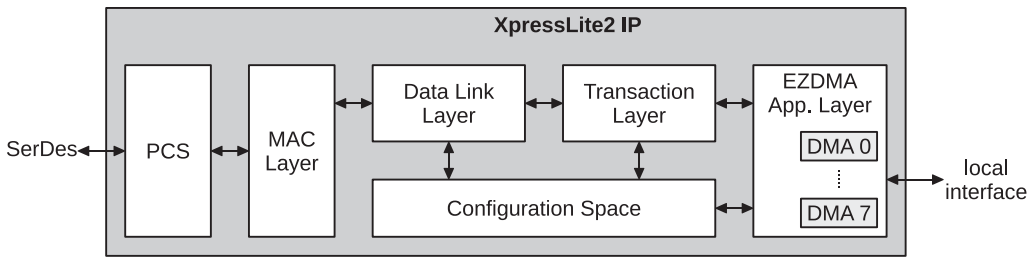 XpressLite2 IP
SerDes
PCS
MAC
Layer
Data Link
Layer
Transaction
Layer
Configuration Space
EZDMA
App. Layer
DMA 0
DMA 7
local
interface